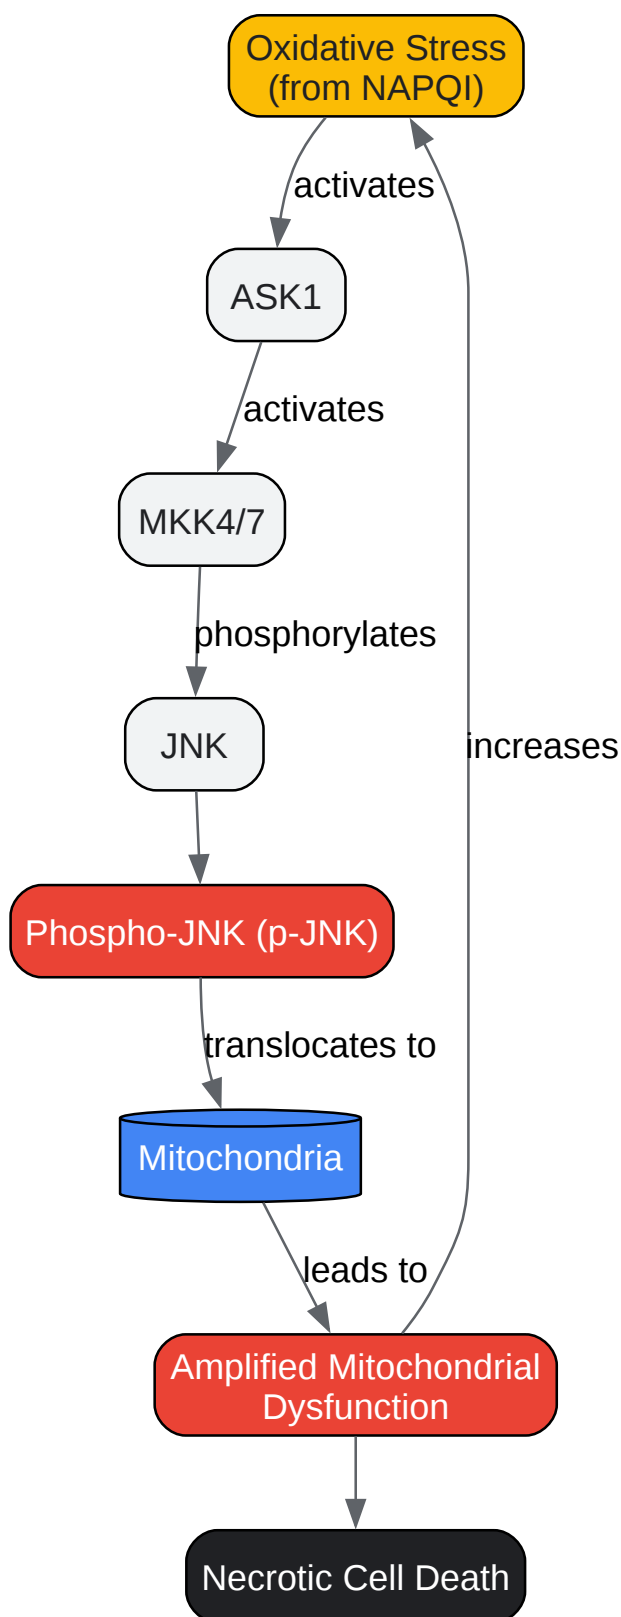 Oxidative Stress
(from NAPQI)
activates
ASK1
activates
MKK4/7
phosphorylates
JNK
increases
Phospho-JNK (p-JNK)
translocates to
Mitochondria
leads to
Amplified Mitochondrial
Dysfunction
Necrotic Cell Death